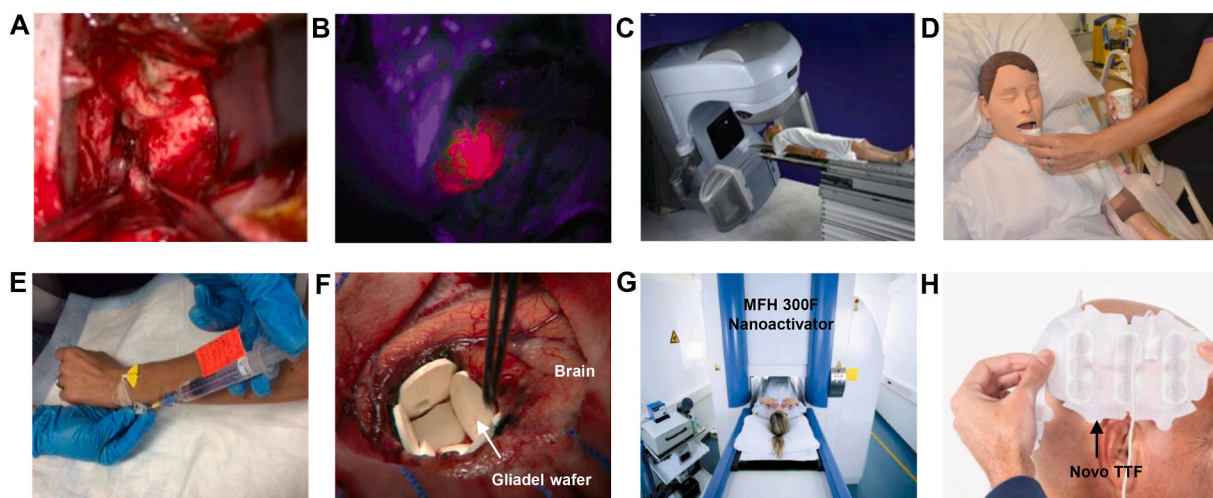 A
B
C
D
E
F
G
H
MFH 300F
Nanoactivator
Brain
Gliadel wafer
Novo TTF